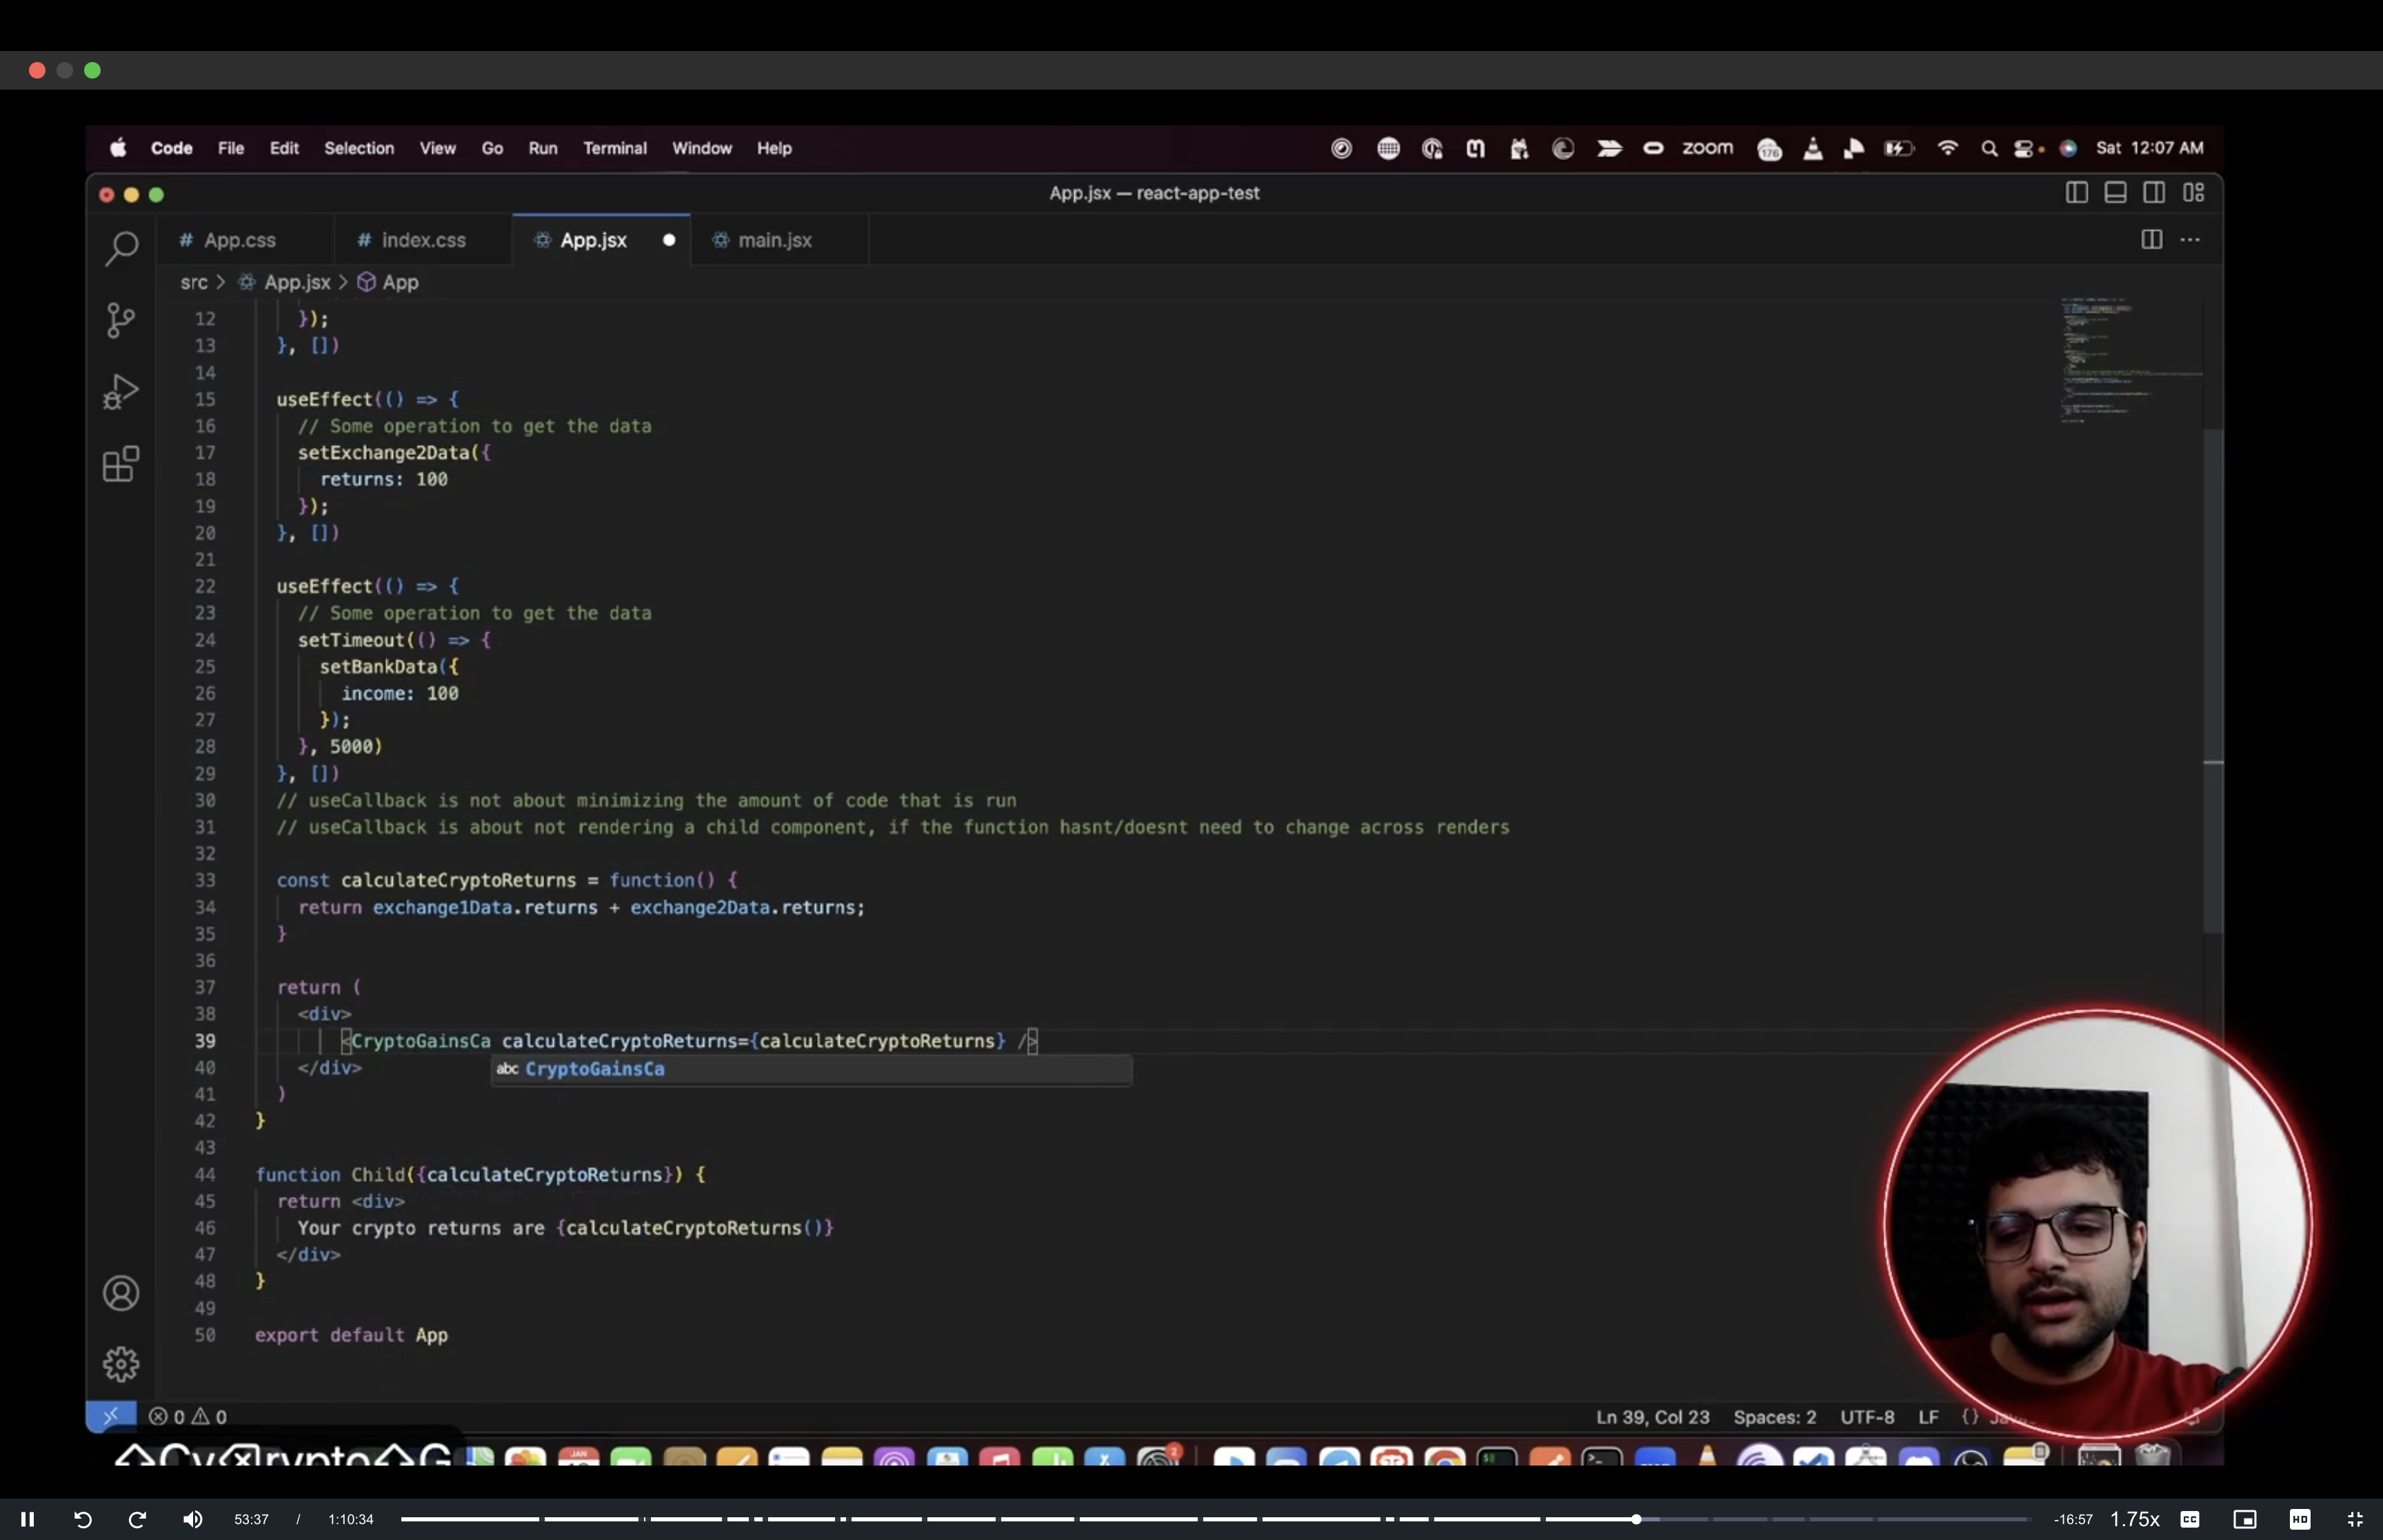 Code File Edit Selection View Go Run Terminal Window Help zoom 176 Sat 12:07 AM
App.jsx — react-app-test
# App.css # index.css App.jsx main.jsx ···
src > App.jsx > App
12 });
13 }, [])
14
15 useEffect(() => {
16 // Some operation to get the data
17 setExchange2Data({
18 returns: 100
19 });
20 }, [])
21
22 useEffect(() => {
23 // Some operation to get the data
24 setTimeout(() => {
25 setBankData({
26 income: 100
27 });
28 }, 5000)
29 }, [])
30 // useCallback is not about minimizing the amount of code that is run
31 // useCallback is about not rendering a child component, if the function hasnt/doesnt need to change across renders
32
33 const calculateCryptoReturns = function() {
34 return exchange1Data.returns + exchange2Data.returns;
35 }
36
37 return (
38 <div>
39 <CryptoGainsCa calculateCryptoReturns={calculateCryptoReturns} />
40 </div>
abc CryptoGainsCa
41 )
42 }
43
44 function Child({calculateCryptoReturns}) {
45 return <div>
46 Your crypto returns are {calculateCryptoReturns()}
47 </div>
48 }
49
50 export default App
0 0 Ln 39, Col 23 Spaces: 2 UTF-8 LF {}
⇧Cy⌫rypto⇧G JAN 2
53:37 / 1:10:34 -16:57 1.75x CC HD